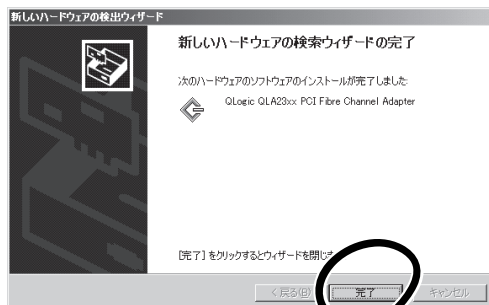 新しいハードウェアの検出ウィザード
新しいハードウェアの検索ウィザードの完了
次のハードウェアのソフトウェアのインストールが完了しました:
QLogic QLA23xx PCI Fibre Channel Adapter
[完了] をクリックするとウィザードを閉じ
< 戻る(B) 完了 キャンセル